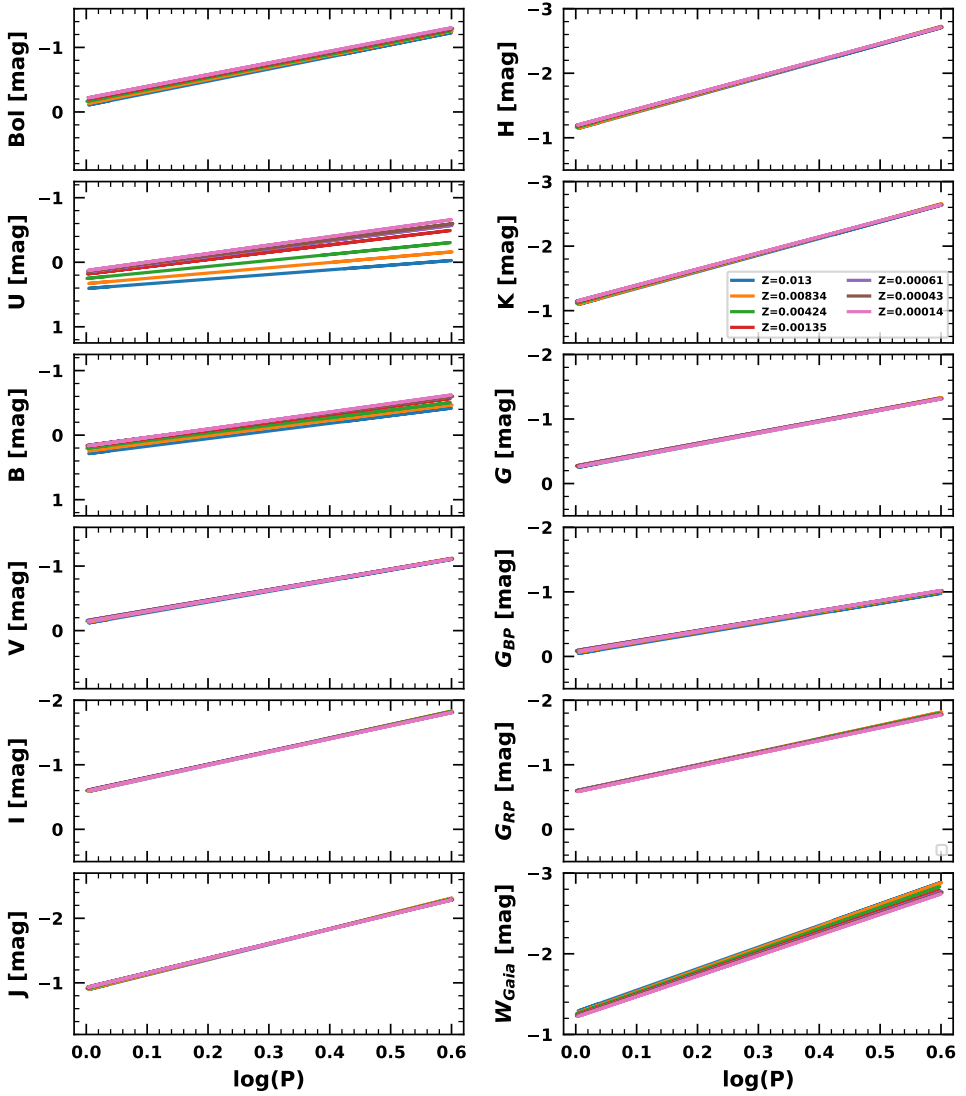 Bol [mag]
−1
0
H [mag]
−3
−2
−1
U [mag]
−1
0
1
K [mag]
−3
−2
−1
Z=0.013
Z=0.00834
Z=0.00424
Z=0.00135
Z=0.00061
Z=0.00043
Z=0.00014
B [mag]
−1
0
1
G [mag]
−2
−1
0
V [mag]
−1
0
G_BP [mag]
−2
−1
0
I [mag]
−2
−1
0
G_RP [mag]
−2
−1
0
J [mag]
−2
−1
W_Gaia [mag]
−3
−2
−1
0.0 0.1 0.2 0.3 0.4 0.5 0.6
log(P)
0.0 0.1 0.2 0.3 0.4 0.5 0.6
log(P)